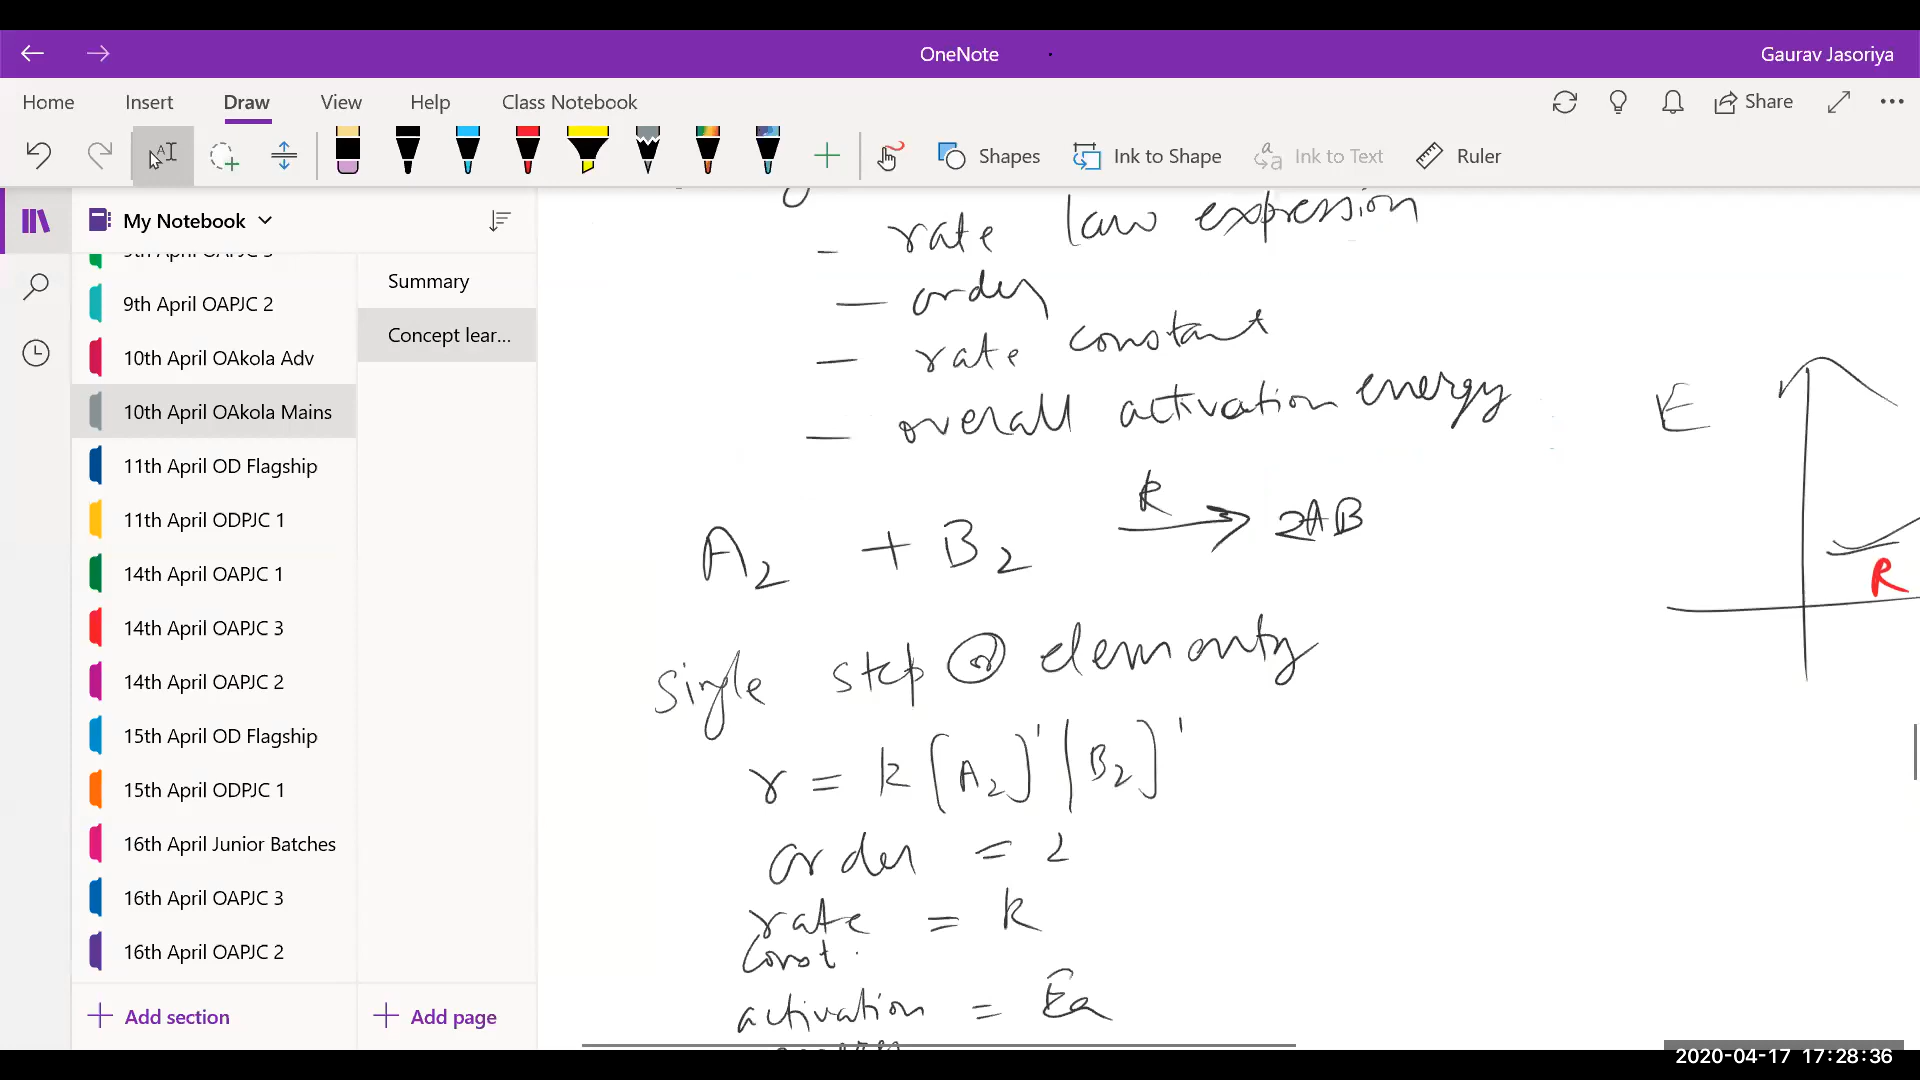 OneNote
Gaurav Jasoriya
Home Insert Draw View Help Class Notebook
Share
Shapes Ink to Shape Ink to Text Ruler
My Notebook
9th April OAPJC 2
10th April OAkola Adv
10th April OAkola Mains
11th April OD Flagship
11th April ODPJC 1
14th April OAPJC 1
14th April OAPJC 3
14th April OAPJC 2
15th April OD Flagship
15th April ODPJC 1
16th April Junior Batches
16th April OAPJC 3
16th April OAPJC 2
Add section
Summary
Concept lear...
Add page
- rate law expression
- order
- rate constant
- overall activation energy
A2 + B2 k → 2AB
single step or elementy
r = k [A2]' [B2]'
order = 2
rate = k
const.
activation = Ea
E
R
2020-04-17 17:28:36